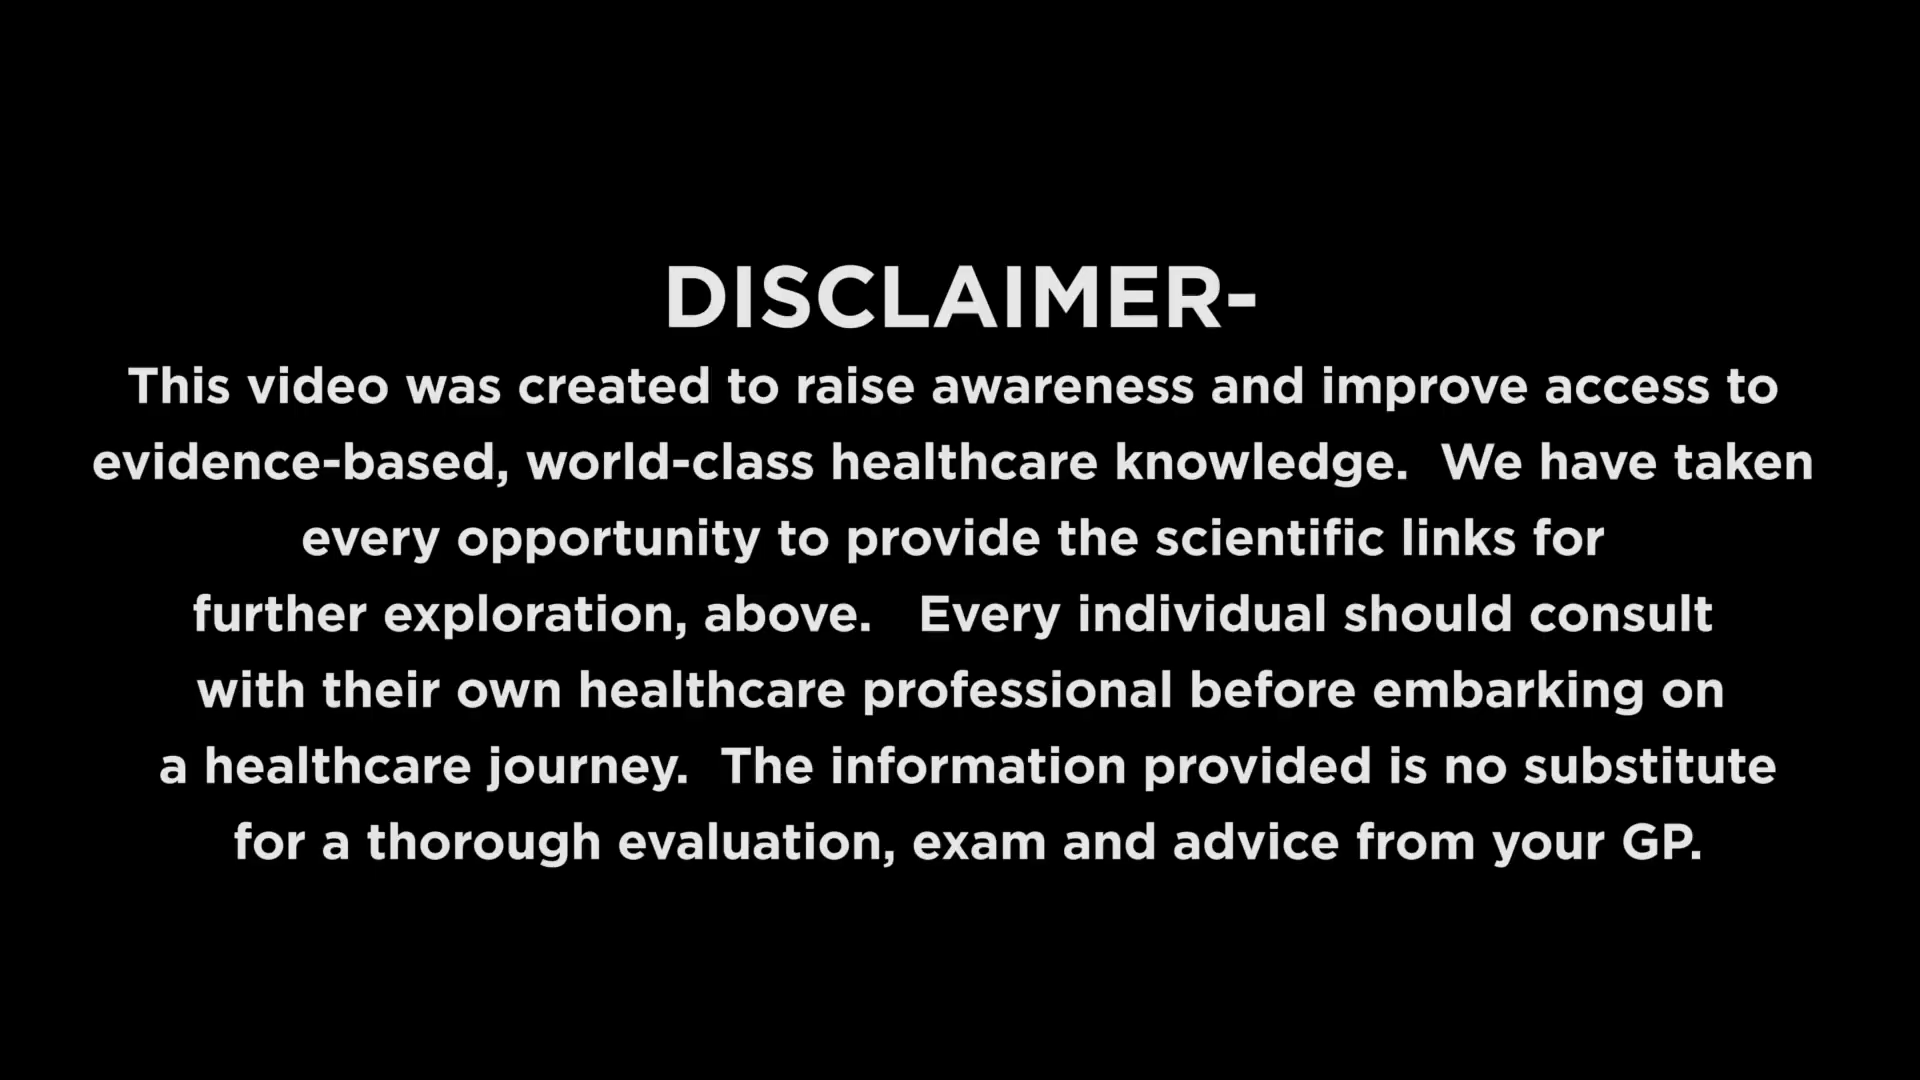 DISCLAIMER-
This video was created to raise awareness and improve access to
evidence-based, world-class healthcare knowledge.  We have taken
every opportunity to provide the scientific links for
further exploration, above.   Every individual should consult
with their own healthcare professional before embarking on
a healthcare journey.  The information provided is no substitute
for a thorough evaluation, exam and advice from your GP.